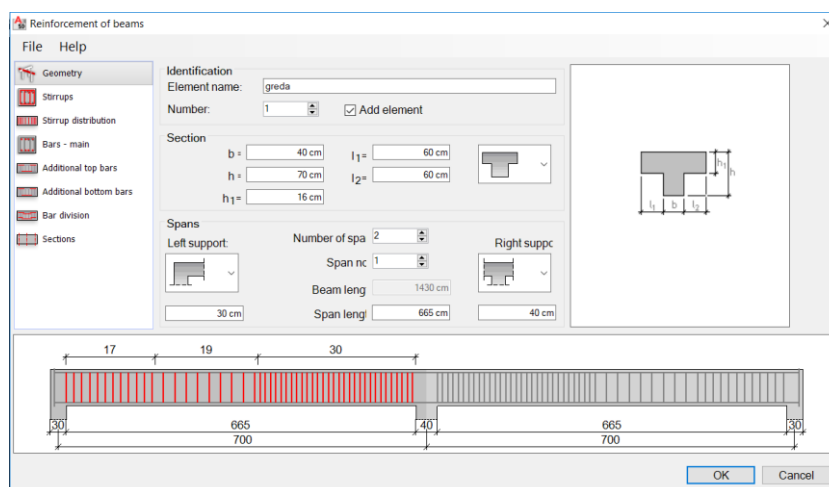 Reinforcement of beams
File Help
Geometry
Stirrups
Stirrup distribution
Bars - main
Additional top bars
Additional bottom bars
Bar division
Sections
Identification
Element name: greda
Number: 1 Add element
Section
b = 40 cm l1= 60 cm
h = 70 cm l2= 60 cm
h1= 16 cm
h1
h
l1 b l2
Spans
Left support: Number of spa 2 Right suppo
Span no 1
Beam leng 1430 cm
30 cm Span lengt 665 cm 40 cm
17 19 30
30 665 40 665 30
700 700
OK Cancel